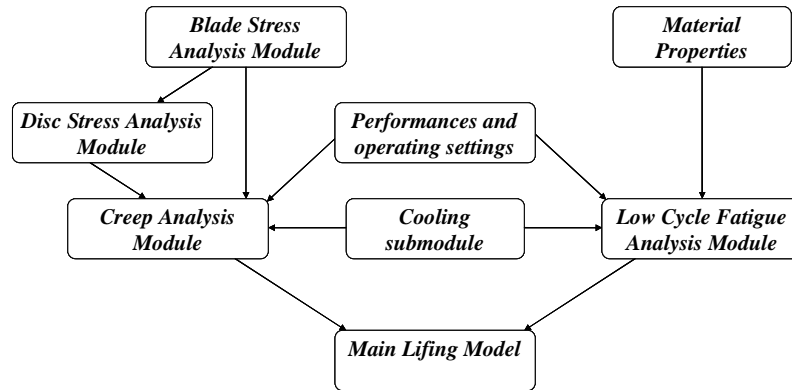 Blade Stress
Analysis Module
Material
Properties
Disc Stress Analysis
Module
Performances and
operating settings
Creep Analysis
Module
Cooling
submodule
Low Cycle Fatigue
Analysis Module
Main Lifing Model